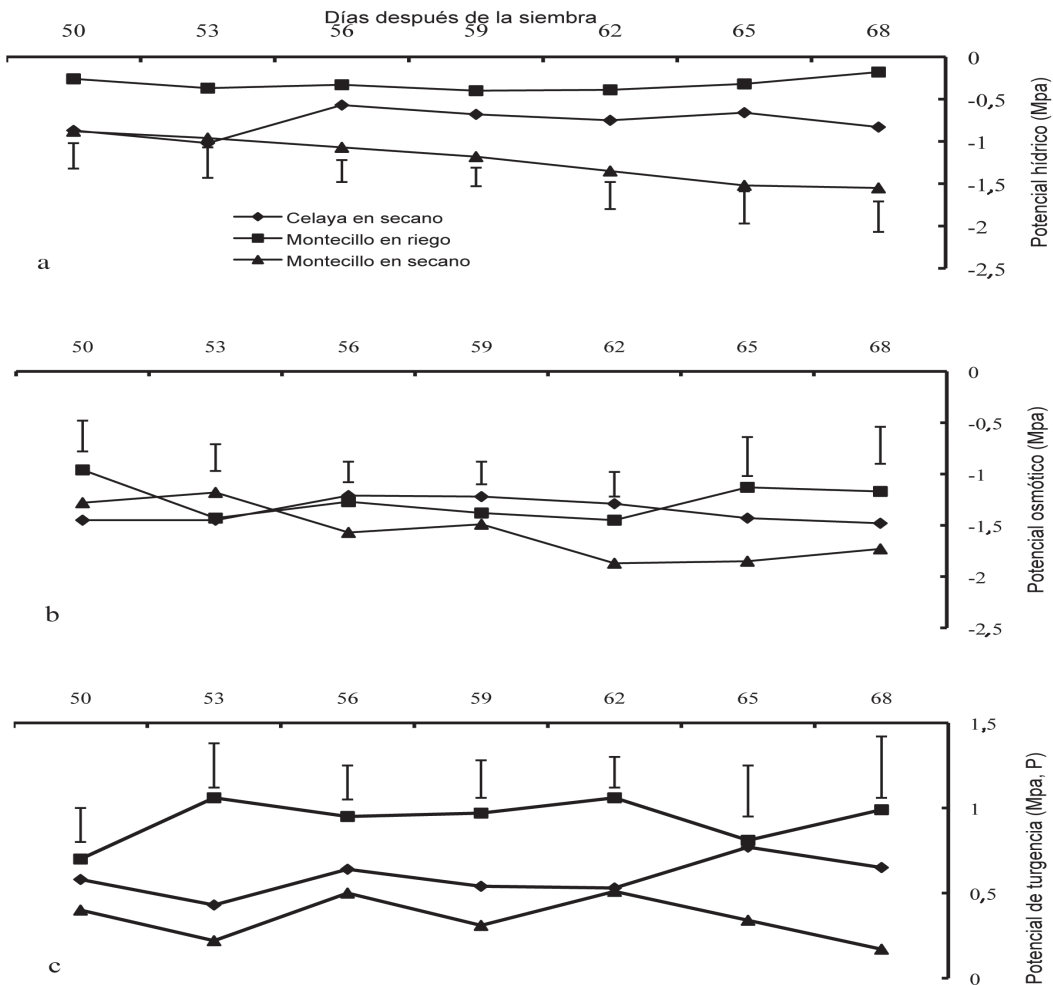 Días después de la siembra
50 53 56 59 62 65 68
0
-0,5
-1
-1,5
-2
-2,5
Potencial hídrico (Mpa)
Celaya en secano
Montecillo en riego
Montecillo en secano
a
50 53 56 59 62 65 68
0
-0,5
-1
-1,5
-2
-2,5
Potencial osmótico (Mpa)
b
50 53 56 59 62 65 68
1,5
1
0,5
0
Potencial de turgencia (Mpa, P)
c